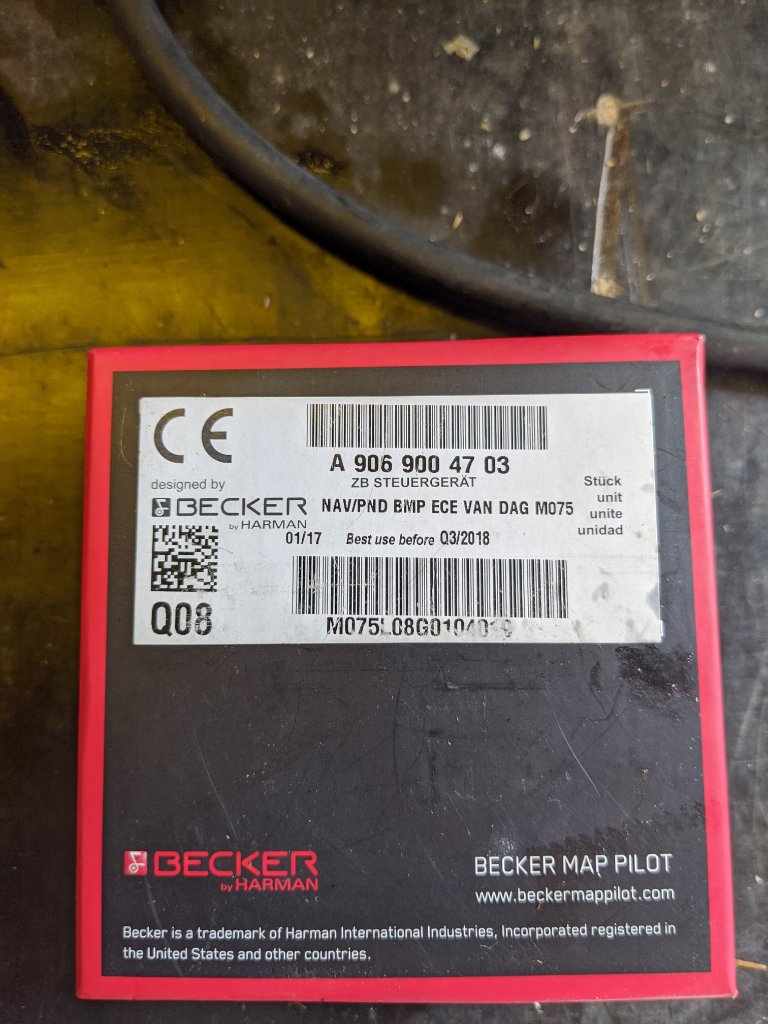 CE
A 906 900 47 03
ZB STEUERGERÄT
designed by
BECKER
by HARMAN
NAV/PND BMP ECE VAN DAG M075
Stück
unit
unite
unidad
01/17 Best use before Q3/2018
Q08
BECKER
by HARMAN
BECKER MAP PILOT
www.beckermappilot.com
Becker is a trademark of Harman International Industries, Incorporated registered in
the United States and other countries.